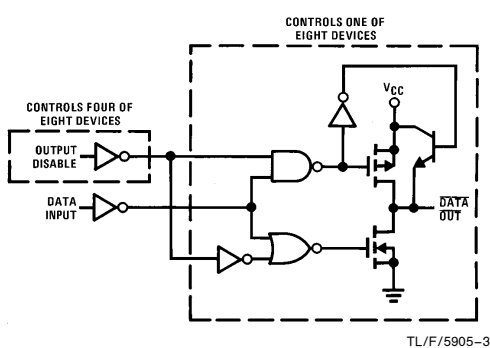 CONTROLS ONE OF
EIGHT DEVICES
CONTROLS FOUR OF
EIGHT DEVICES
VCC
OUTPUT
DISABLE
DATA
INPUT
DATA
OUT
TL/F/5905–3